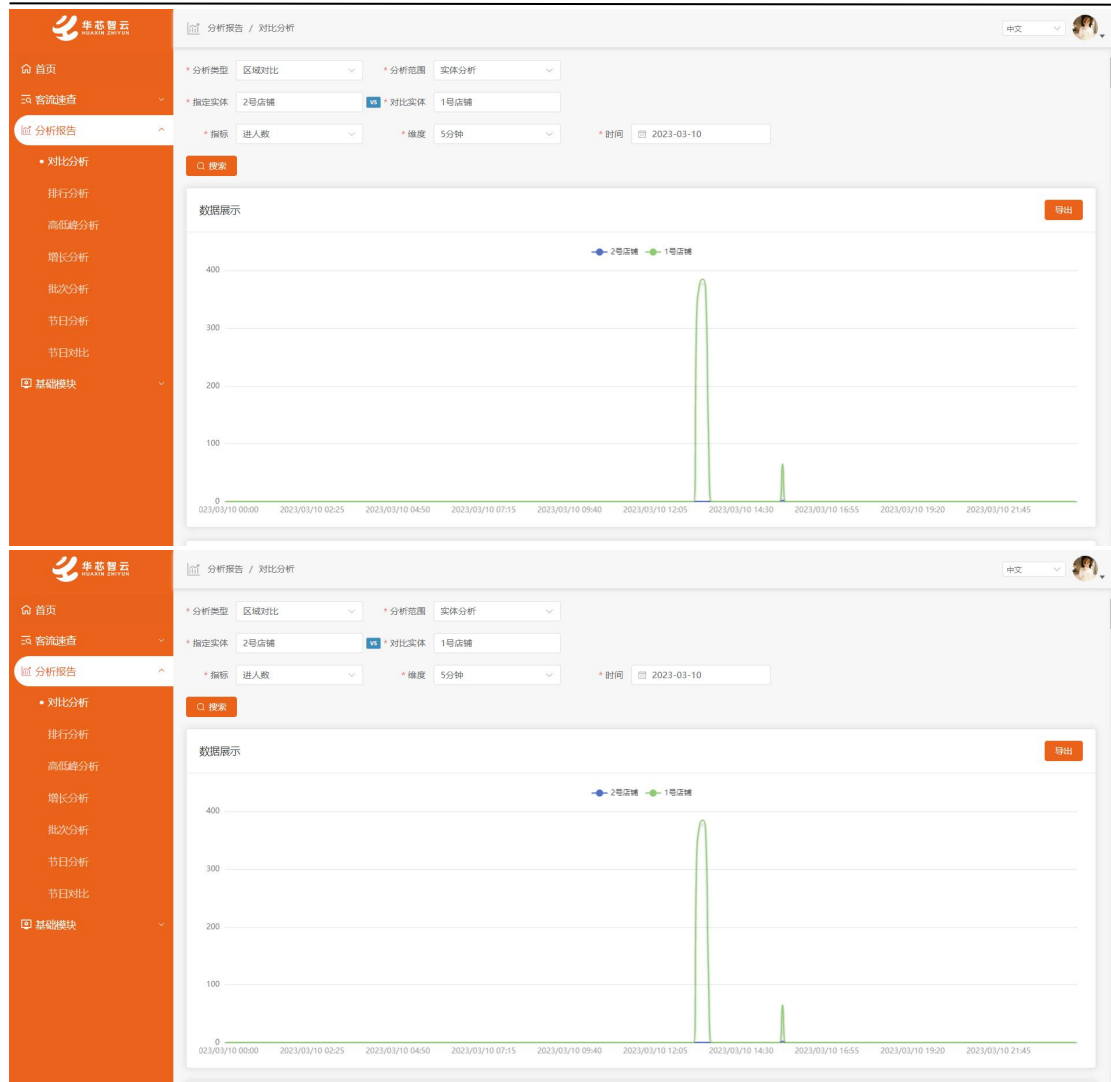 华芯智云
HUAXIN ZHIYUN
分析报告 / 对比分析
中文
首页
客流速查
分析报告
对比分析
排行分析
高低峰分析
增长分析
批次分析
节日分析
节日对比
基础模块
* 分析类型 区域对比 * 分析范围 实体分析
* 指定实体 2号店铺 VS * 对比实体 1号店铺
* 指标 进人数 * 维度 5分钟 * 时间 2023-03-10
搜索
数据展示 导出
2号店铺 1号店铺
400
300
200
100
0
023/03/10 00:00 2023/03/10 02:25 2023/03/10 04:50 2023/03/10 07:15 2023/03/10 09:40 2023/03/10 12:05 2023/03/10 14:30 2023/03/10 16:55 2023/03/10 19:20 2023/03/10 21:45
华芯智云
HUAXIN ZHIYUN
分析报告 / 对比分析
中文
首页
客流速查
分析报告
对比分析
排行分析
高低峰分析
增长分析
批次分析
节日分析
节日对比
基础模块
* 分析类型 区域对比 * 分析范围 实体分析
* 指定实体 2号店铺 VS * 对比实体 1号店铺
* 指标 进人数 * 维度 5分钟 * 时间 2023-03-10
搜索
数据展示 导出
2号店铺 1号店铺
400
300
200
100
0
023/03/10 00:00 2023/03/10 02:25 2023/03/10 04:50 2023/03/10 07:15 2023/03/10 09:40 2023/03/10 12:05 2023/03/10 14:30 2023/03/10 16:55 2023/03/10 19:20 2023/03/10 21:45